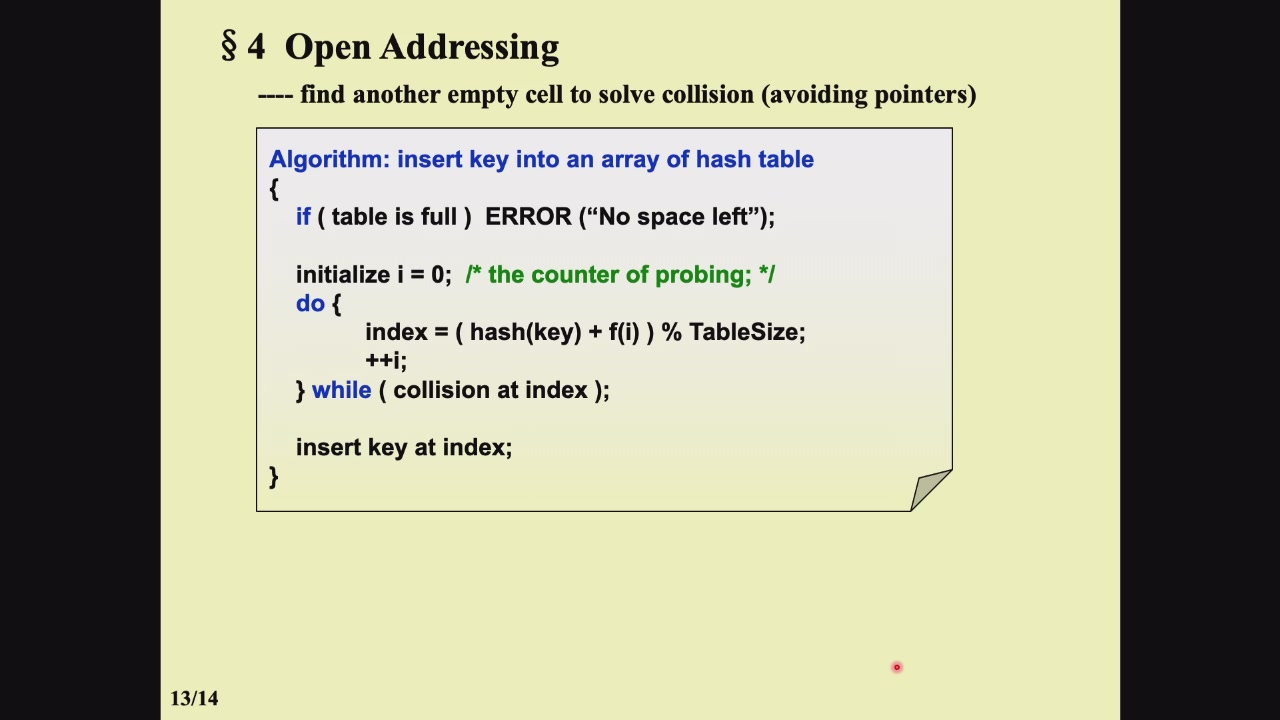 § 4 Open Addressing
---- find another empty cell to solve collision (avoiding pointers)
Algorithm: insert key into an array of hash table
{
if ( table is full ) ERROR (“No space left”);
initialize i = 0; /* the counter of probing; */
do {
index = ( hash(key) + f(i) ) % TableSize;
++i;
} while ( collision at index );
insert key at index;
}
13/14